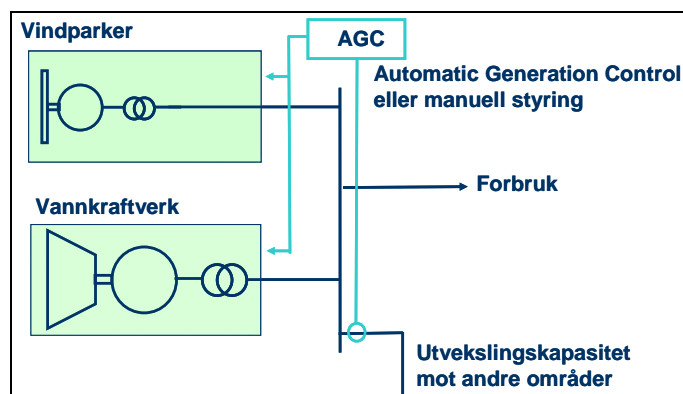 Vindparker
AGC
Automatic Generation Control
eller manuell styring
Forbruk
Vannkraftverk
Utvekslingskapasitet
mot andre områder